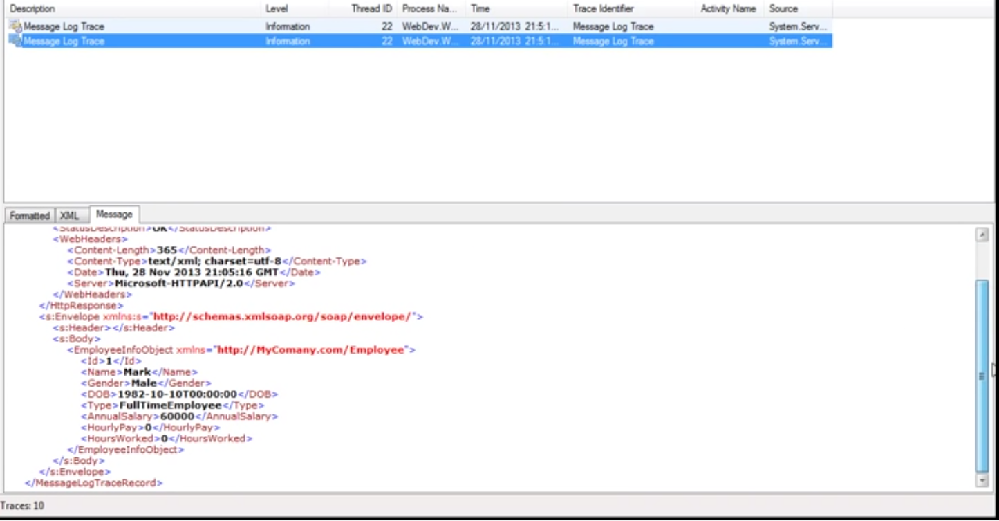 Description Level Thread ID Process Na... Time Trace Identifier Activity Name Source
Message Log Trace Information 22 WebDev.W... 28/11/2013 21:5:1... Message Log Trace System.Serv...
Message Log Trace Information 22 WebDev.W... 28/11/2013 21:5:1... Message Log Trace System.Serv...
Formatted XML Message
<StatusDescription>OK</StatusDescription>
<WebHeaders>
<Content-Length>365</Content-Length>
<Content-Type>text/xml; charset=utf-8</Content-Type>
<Date>Thu, 28 Nov 2013 21:05:16 GMT</Date>
<Server>Microsoft-HTTPAPI/2.0</Server>
</WebHeaders>
</HttpResponse>
<s:Envelope xmlns:s="http://schemas.xmlsoap.org/soap/envelope/">
<s:Header></s:Header>
<s:Body>
<EmployeeInfoObject xmlns="http://MyComany.com/Employee">
<Id>1</Id>
<Name>Mark</Name>
<Gender>Male</Gender>
<DOB>1982-10-10T00:00:00</DOB>
<Type>FullTimeEmployee</Type>
<AnnualSalary>60000</AnnualSalary>
<HourlyPay>0</HourlyPay>
<HoursWorked>0</HoursWorked>
</EmployeeInfoObject>
</s:Body>
</s:Envelope>
</MessageLogTraceRecord>
Traces: 10